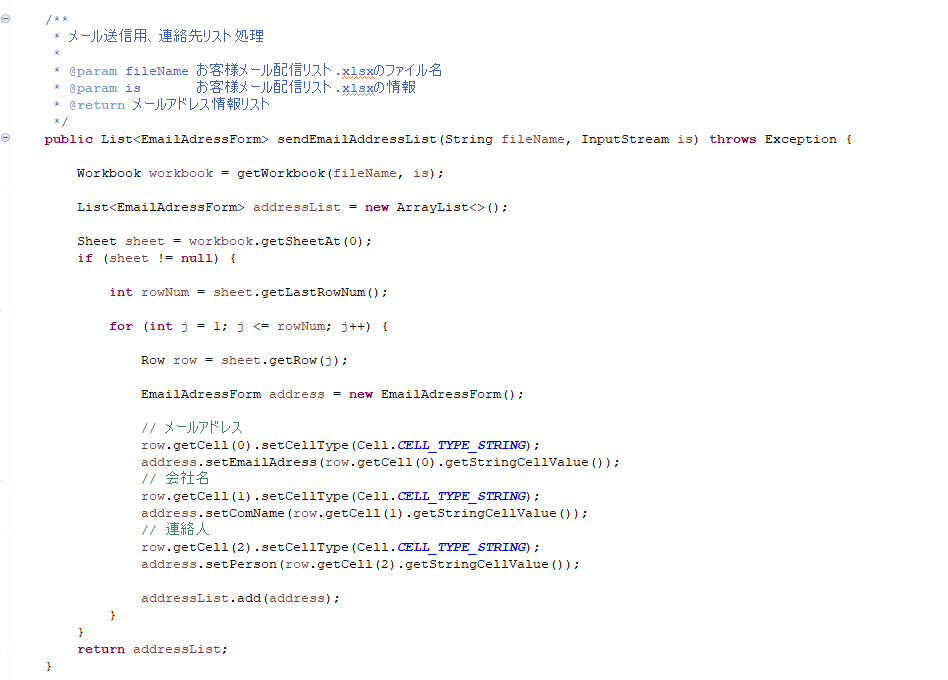 /**
 * メール送信用、連絡先リスト処理
 *
 * @param fileName お客様メール配信リスト.xlsxのファイル名
 * @param is       お客様メール配信リスト.xlsxの情報
 * @return メールアドレス情報リスト
 */
public List<EmailAdressForm> sendEmailAddressList(String fileName, InputStream is) throws Exception {
    Workbook workbook = getWorkbook(fileName, is);
    List<EmailAdressForm> addressList = new ArrayList<>();
    Sheet sheet = workbook.getSheetAt(0);
    if (sheet != null) {
        int rowNum = sheet.getLastRowNum();
        for (int j = 1; j <= rowNum; j++) {
            Row row = sheet.getRow(j);
            EmailAdressForm address = new EmailAdressForm();
            // メールアドレス
            row.getCell(0).setCellType(Cell.CELL_TYPE_STRING);
            address.setEmailAdress(row.getCell(0).getStringCellValue());
            // 会社名
            row.getCell(1).setCellType(Cell.CELL_TYPE_STRING);
            address.setComName(row.getCell(1).getStringCellValue());
            // 連絡人
            row.getCell(2).setCellType(Cell.CELL_TYPE_STRING);
            address.setPerson(row.getCell(2).getStringCellValue());
            addressList.add(address);
        }
    }
    return addressList;
}